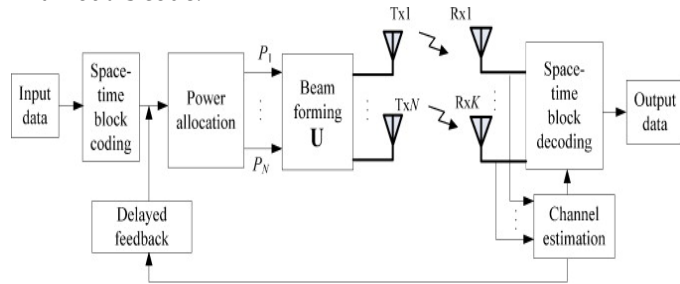 Tx1
Rx1
P1
Space-
time
block
coding
Input
data
Power
allocation
Beam
forming
U
TxN
RxK
Space-
time
block
decoding
Output
data
PN
Delayed
feedback
Channel
estimation